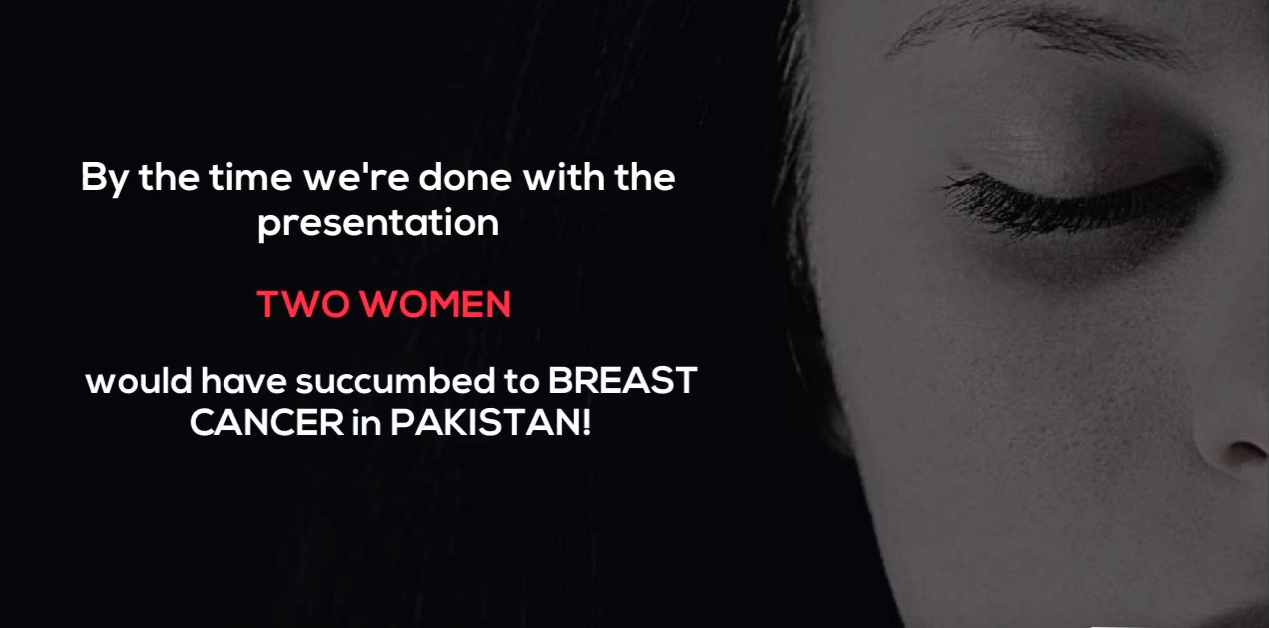 By the time we're done with the
presentation
TWO WOMEN
would have succumbed to BREAST
CANCER in PAKISTAN!